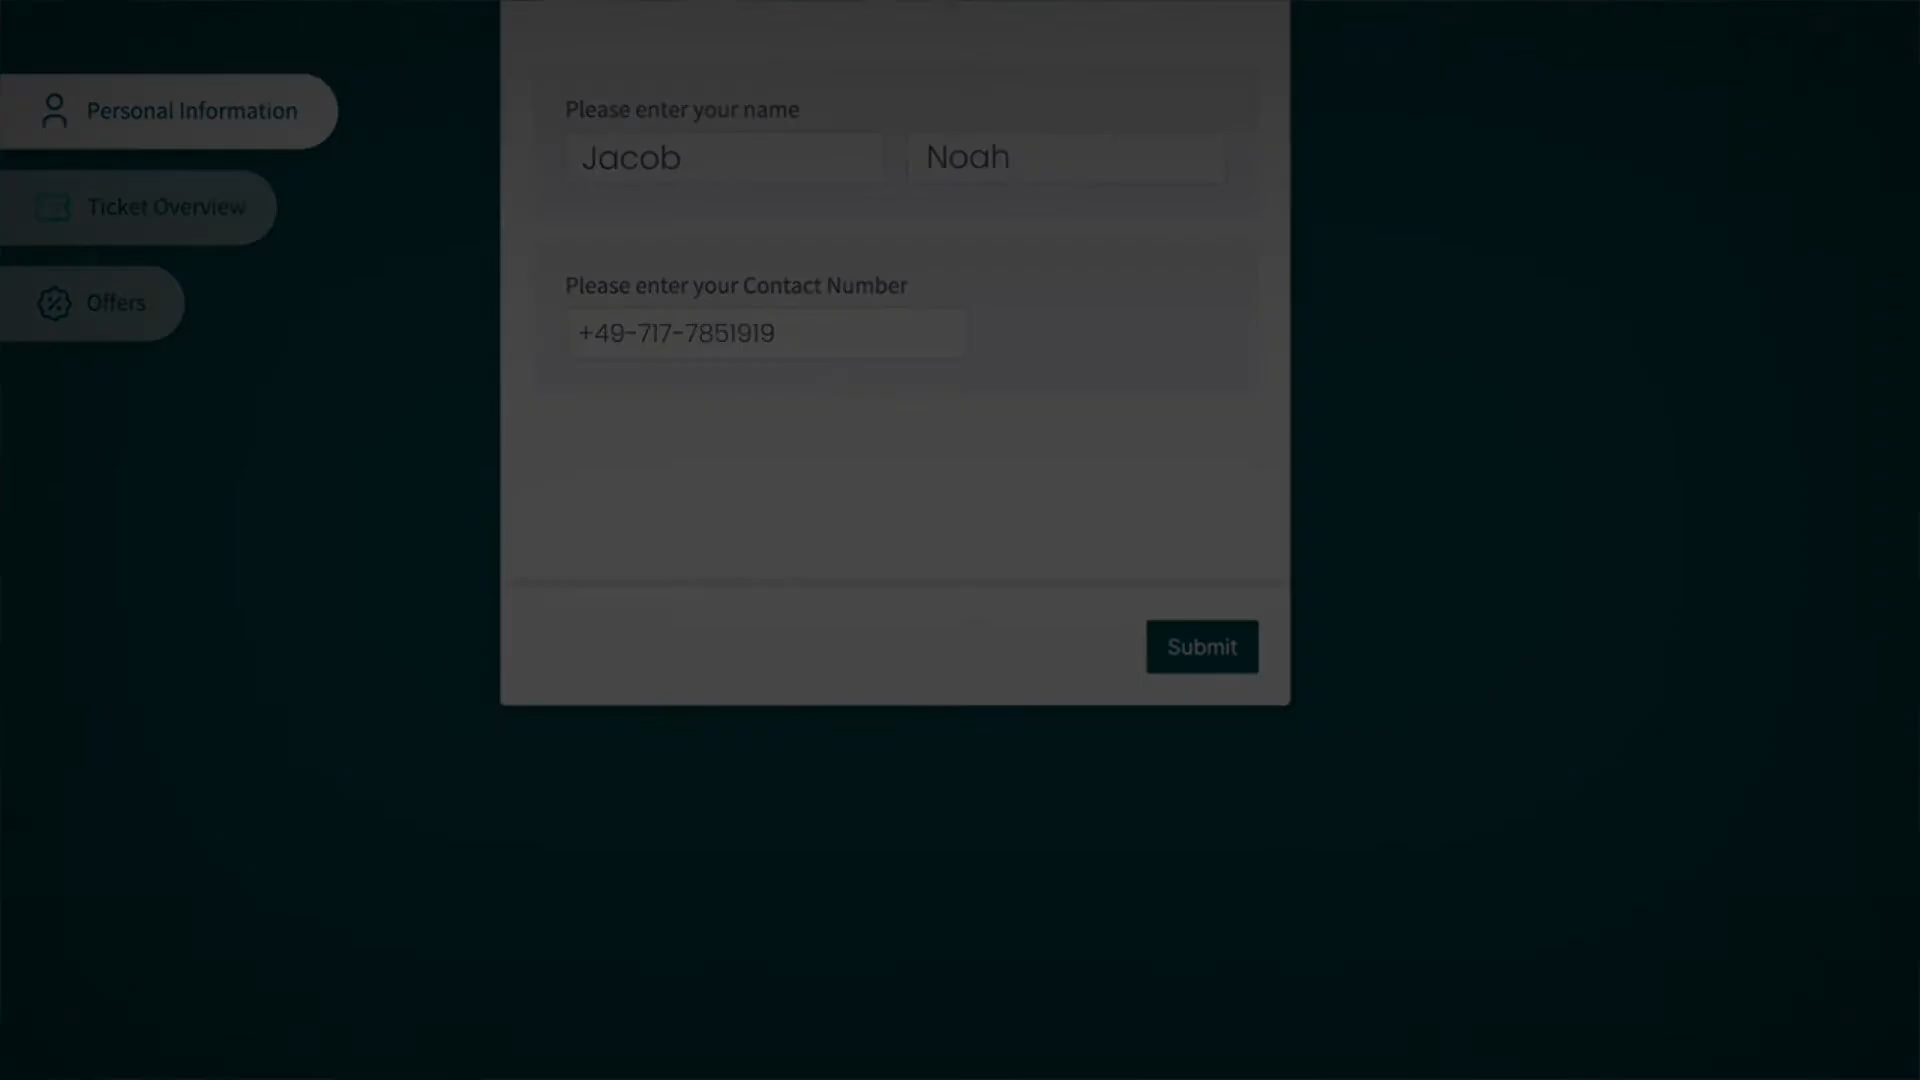 Personal Information
Ticket Overview
Offers
Please enter your name
Jacob
Noah
Please enter your Contact Number
+49-717-7851919
Submit